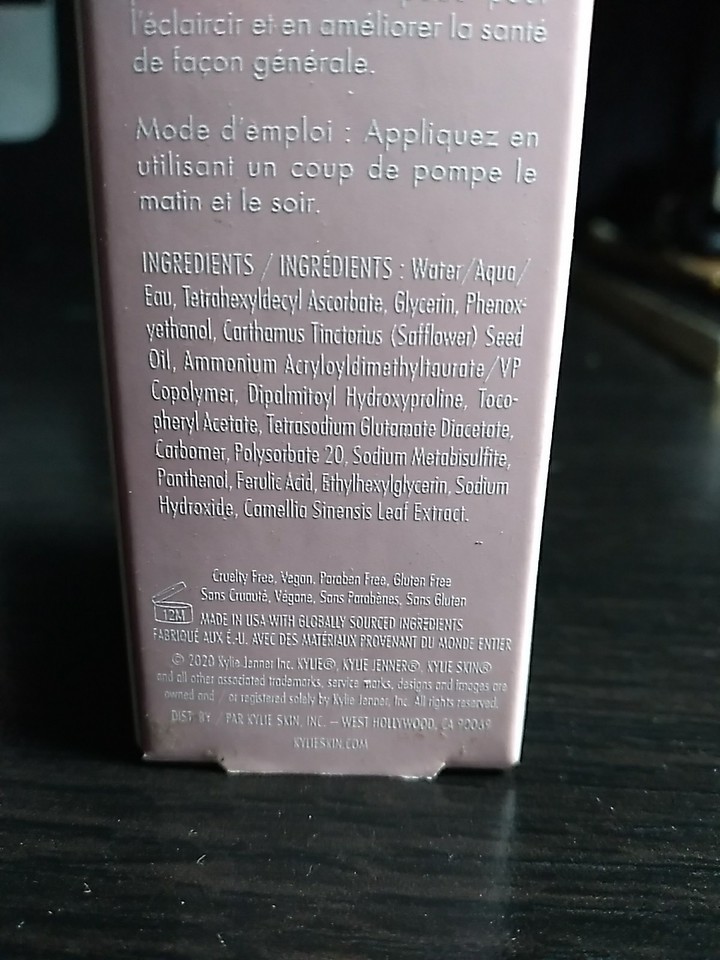 l'éclaircir et en améliorer la santé
de façon générale.
Mode d'emploi : Appliquez en
utilisant un coup de pompe le
matin et le soir.
INGREDIENTS / INGRÉDIENTS : Water/Aqua/
Eau, Tetrahexyldecyl Ascorbate, Glycerin, Phenox-
yethanol, Carthamus Tinctorius (Safflower) Seed
Oil, Ammonium Acryloyldimethyltaurate/VP
Copolymer, Dipalmitoyl Hydroxyproline, Toco-
pheryl Acetate, Tetrasodium Glutamate Diacetate,
Carbomer, Polysorbate 20, Sodium Metabisulfite,
Panthenol, Ferulic Acid, Ethylhexylglycerin, Sodium
Hydroxide, Camellia Sinensis Leaf Extract.
Cruelty Free, Vegan, Paraben Free, Gluten Free
Sans Cruauté, Végane, Sans Parabènes, Sans Gluten
12M
MADE IN USA WITH GLOBALLY SOURCED INGREDIENTS
FABRIQUÉ AUX É.-U. AVEC DES MATÉRIAUX PROVENANT DU MONDE ENTIER
© 2020 Kylie Jenner Inc. KYLIE®, KYLIE JENNER®, KYLIE SKIN®
and all other associated trademarks, service marks, designs and images are
owned and / or registered solely by Kylie Jenner, Inc. All rights reserved.
DIST. BY / PAR KYLIE SKIN, INC. – WEST HOLLYWOOD, CA 90069
KYLIESKIN.COM